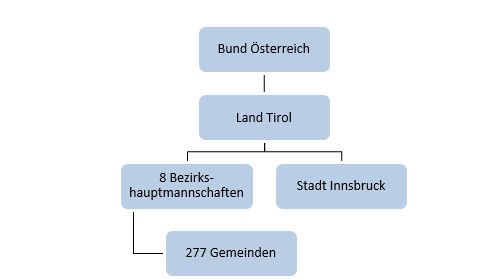 Bund Österreich
Land Tirol
8 Bezirks-
hauptmannschaften
Stadt Innsbruck
277 Gemeinden